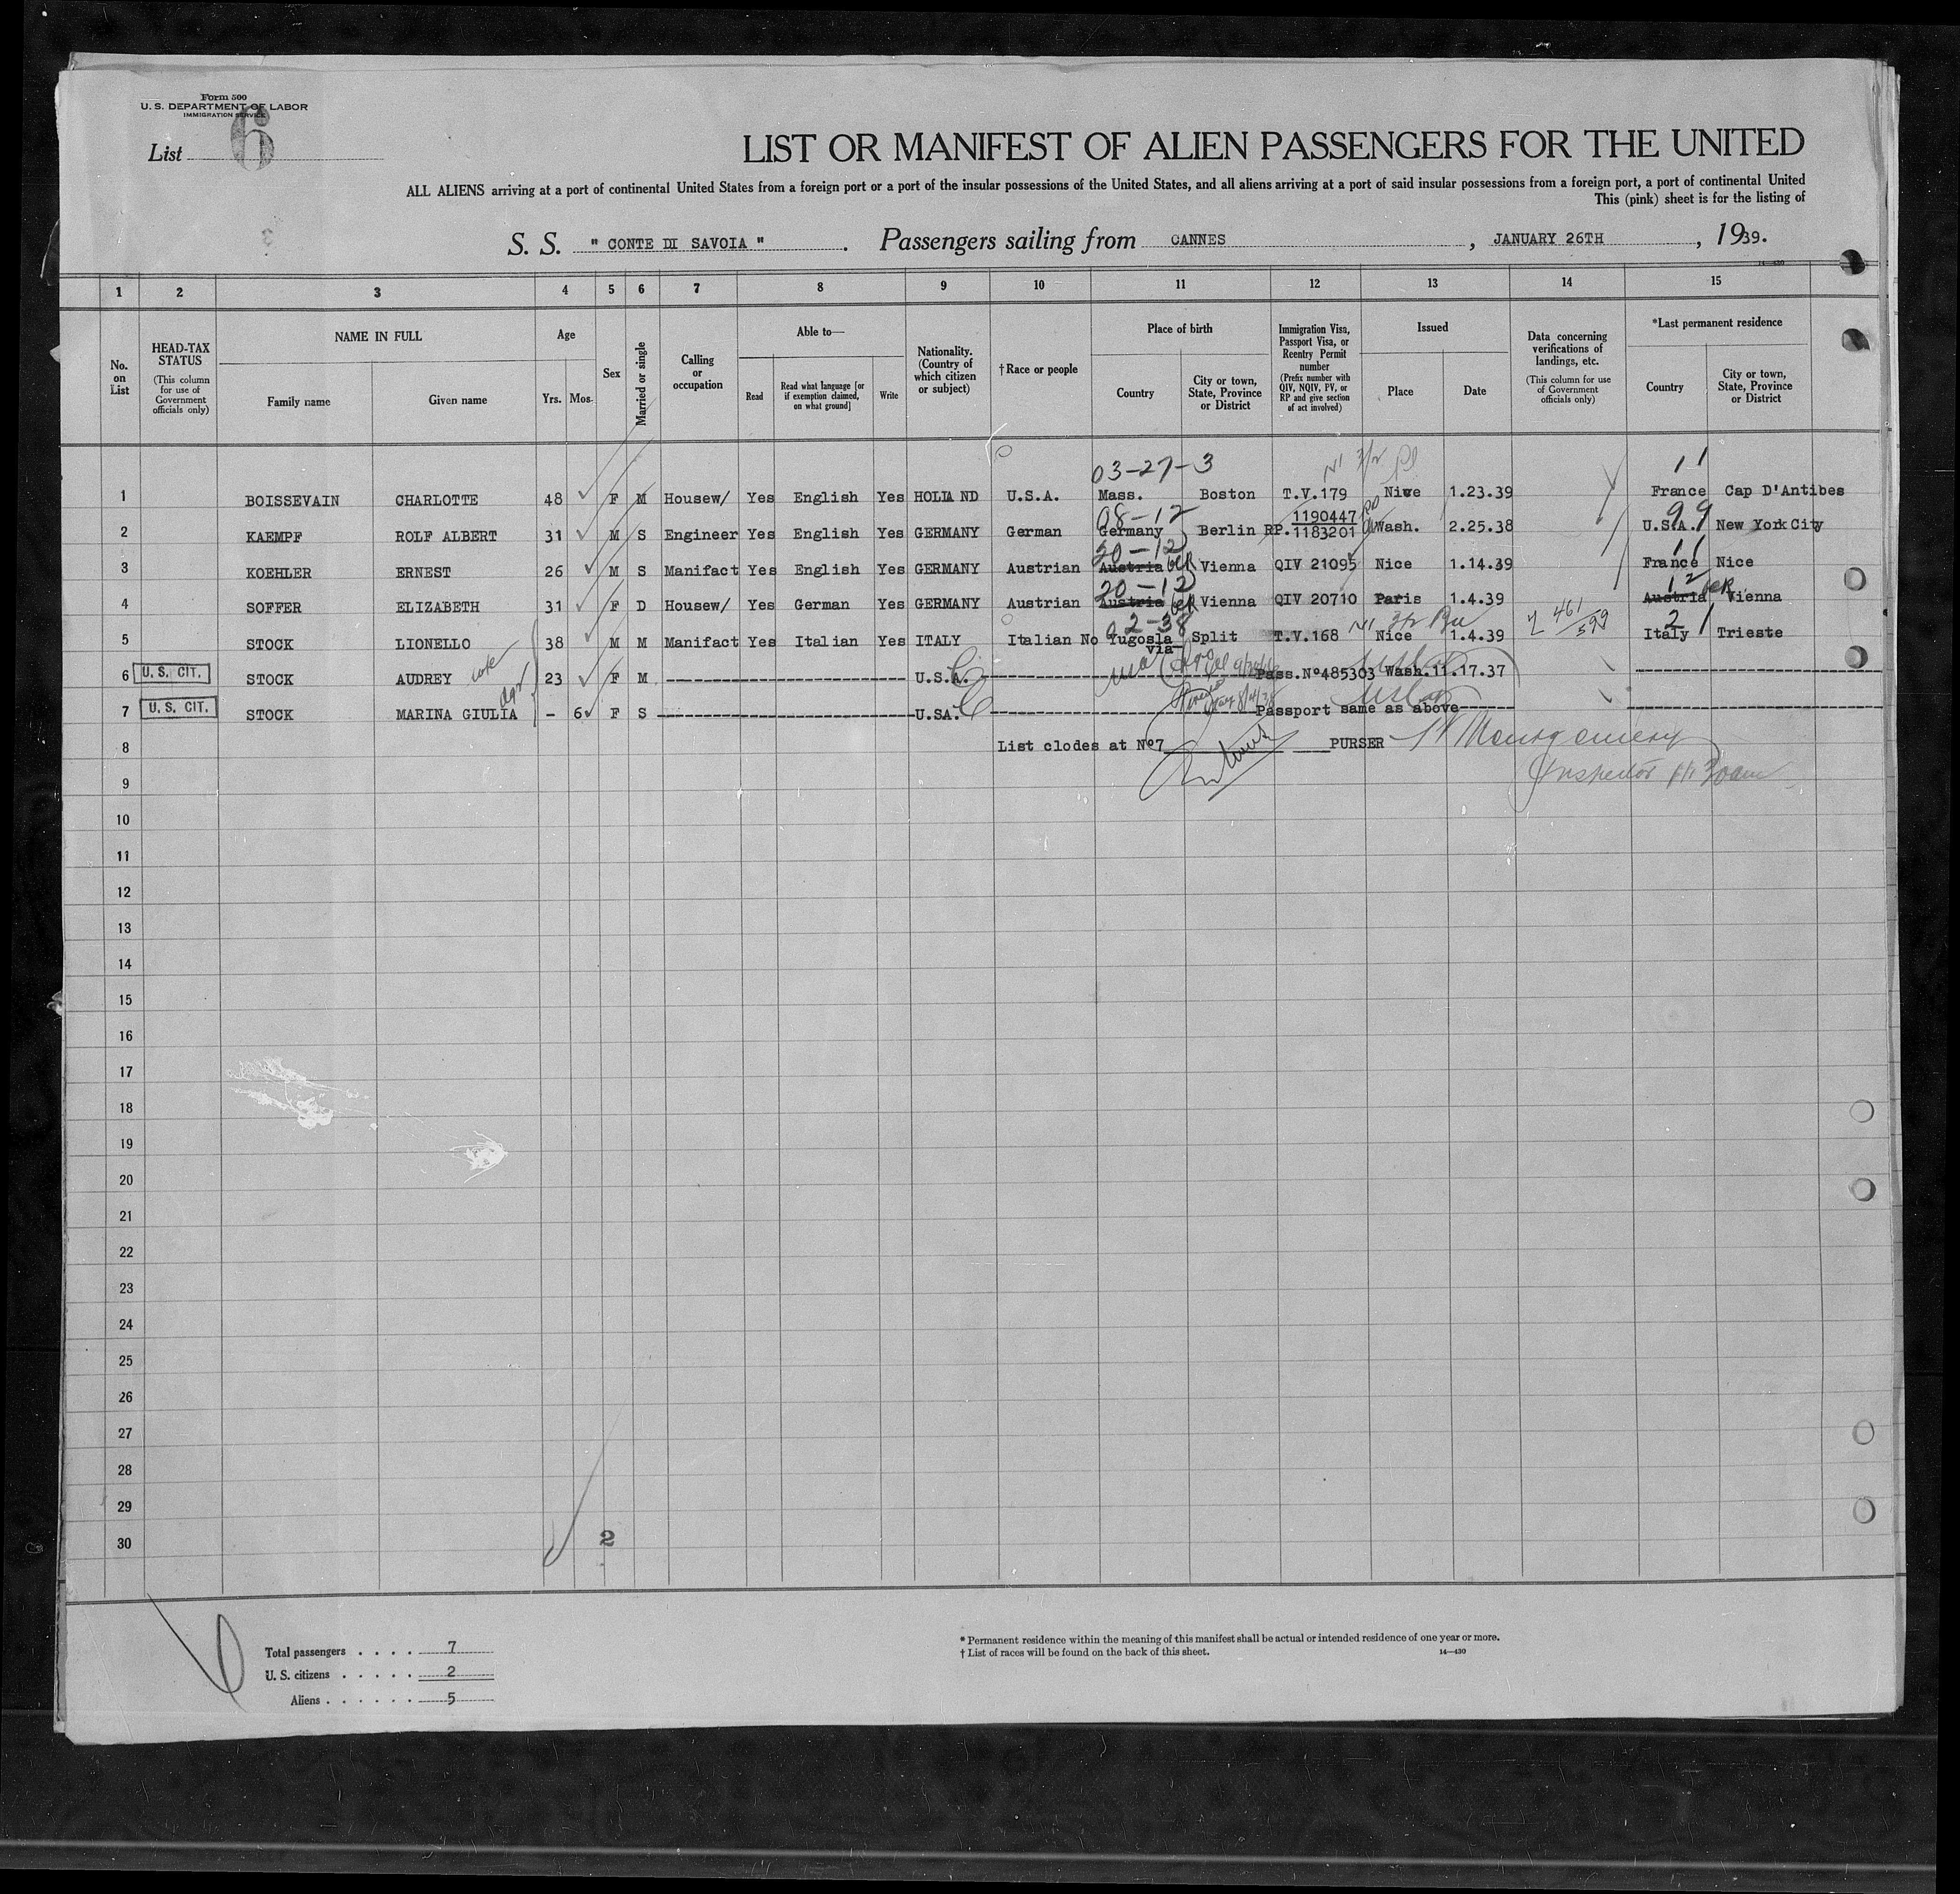 Form 500
U. S. DEPARTMENT OF LABOR
IMMIGRATION SERVICE
List 6
LIST OR MANIFEST OF ALIEN PASSENGERS FOR THE UNITED
ALL ALIENS arriving at a port of continental United States from a foreign port or a port of the insular possessions of the United States, and all aliens arriving at a port of said insular possessions from a foreign port, a port of continental United
This (pink) sheet is for the listing of
S. S. " CONTE DI SAVOIA " . Passengers sailing from CANNES , JANUARY 26TH , 1939.
14—430
1 2 3 4 5 6 7 8 9 10 11 12 13 14 15
No. on List
HEAD-TAX STATUS (This column for use of Government officials only)
NAME IN FULL
Family name Given name
Age
Yrs. Mos.
Sex
Married or single
Calling or occupation
Able to—
Read Read what language [or if exemption claimed, on what ground] Write
Nationality. (Country of which citizen or subject)
†Race or people
Place of birth
Country City or town, State, Province or District
Immigration Visa, Passport Visa, or Reentry Permit number (Prefix number with QIV, NQIV, PV, or RP and give section of act involved)
Issued
Place Date
Data concerning verifications of landings, etc. (This column for use of Government officials only)
*Last permanent residence
Country City or town, State, Province or District
03-27-3 11
1 BOISSEVAIN CHARLOTTE 48 F M Housew/ Yes English Yes HOLLA ND U.S.A. Mass. Boston T.V.179 Nice 1.23.39 France Cap D'Antibes
08-12 1190447 99
2 KAEMPF ROLF ALBERT 31 M S Engineer Yes English Yes GERMANY German Germany Berlin RP.1183201 Wash. 2.25.38 U.S.A. New York City
20-12 11
3 KOEHLER ERNEST 26 M S Manifact Yes English Yes GERMANY Austrian Austria Vienna QIV 21095 Nice 1.14.39 France Nice
20-12 12
4 SOFFER ELIZABETH 31 F D Housew/ Yes German Yes GERMANY Austrian Austria Vienna QIV 20710 Paris 1.4.39 Austria Vienna
2-38 461/599 21
5 STOCK LIONELLO 38 M M Manifact Yes Italian Yes ITALY Italian No Yugosla via Split T.V.168 Nice 1.4.39 Italy Trieste
6 U. S. CIT. STOCK AUDREY wife 23 F M U.S.A. Pass.Nº485303 Wash.11.17.37
7 U. S. CIT. STOCK MARINA GIULIA dgr - 6 F S U.SA. Passport same as above
8 List clodes at Nº7 PURSER Montgomery
Inspector
9
10
11
12
13
14
15
16
17
18
19
20
21
22
23
24
25
26
27
28
29
30 2
Total passengers . . . . 7
U. S. citizens . . . . . 2
Aliens . . . . . . 5
* Permanent residence within the meaning of this manifest shall be actual or intended residence of one year or more.
† List of races will be found on the back of this sheet. 14—430